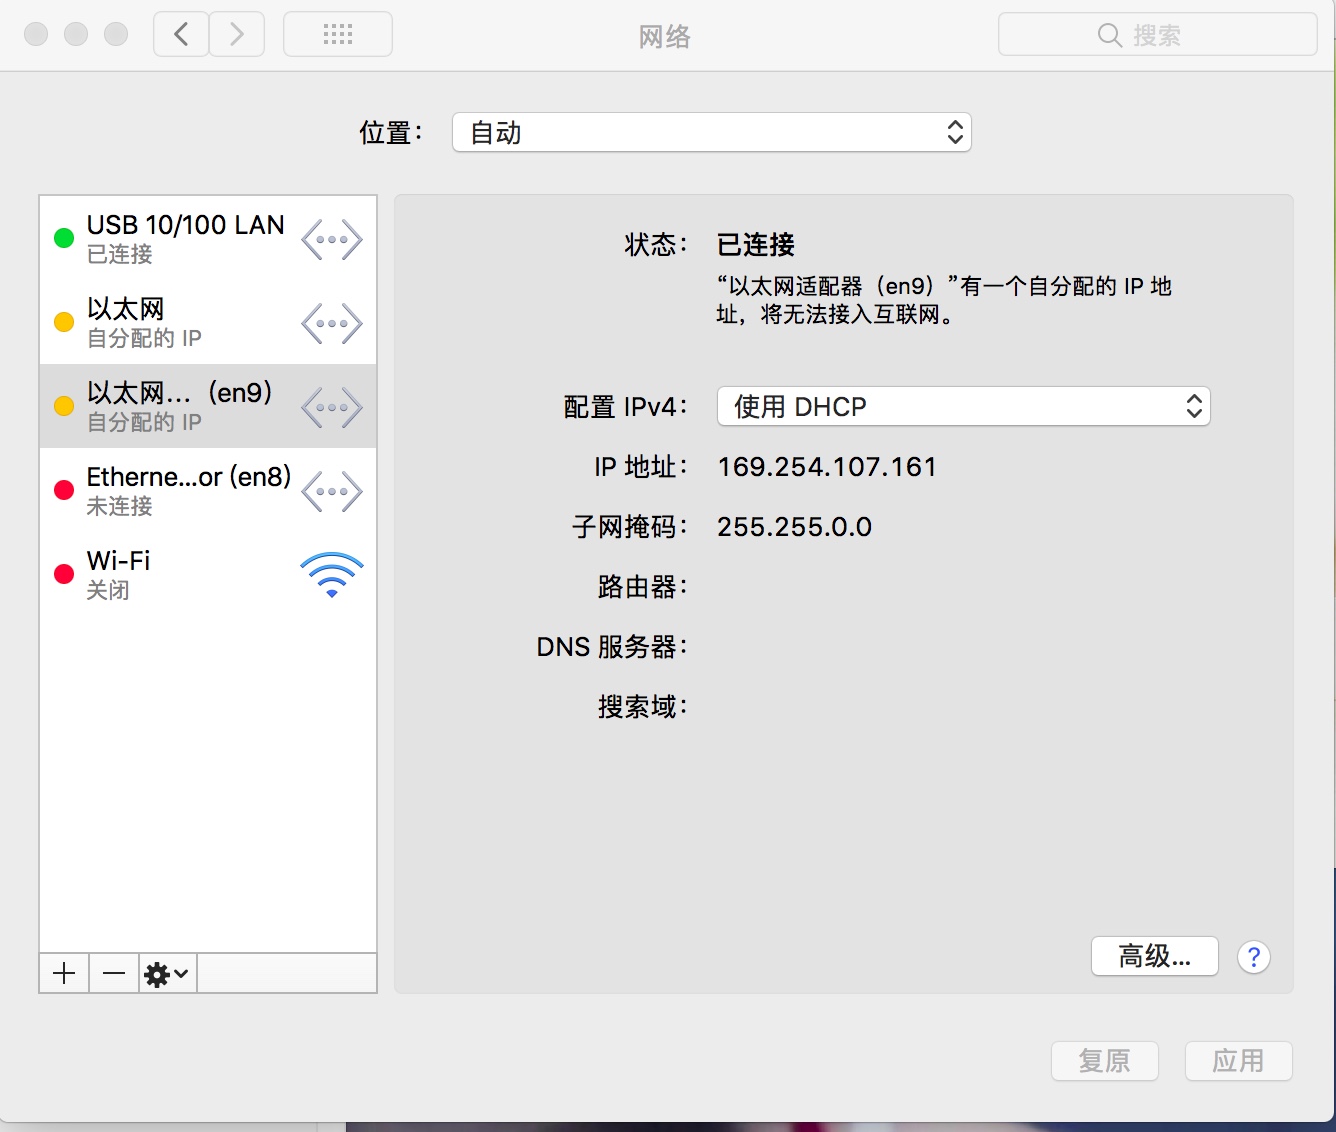 网络
搜索
位置：
自动
USB 10/100 LAN
已连接
以太网
自分配的 IP
以太网...（en9）
自分配的 IP
Etherne...or (en8)
未连接
Wi-Fi
关闭
状态：
已连接
“以太网适配器（en9）”有一个自分配的 IP 地
址，将无法接入互联网。
配置 IPv4：
使用 DHCP
IP 地址：
169.254.107.161
子网掩码：
255.255.0.0
路由器：
DNS 服务器：
搜索域：
高级...
?
复原
应用